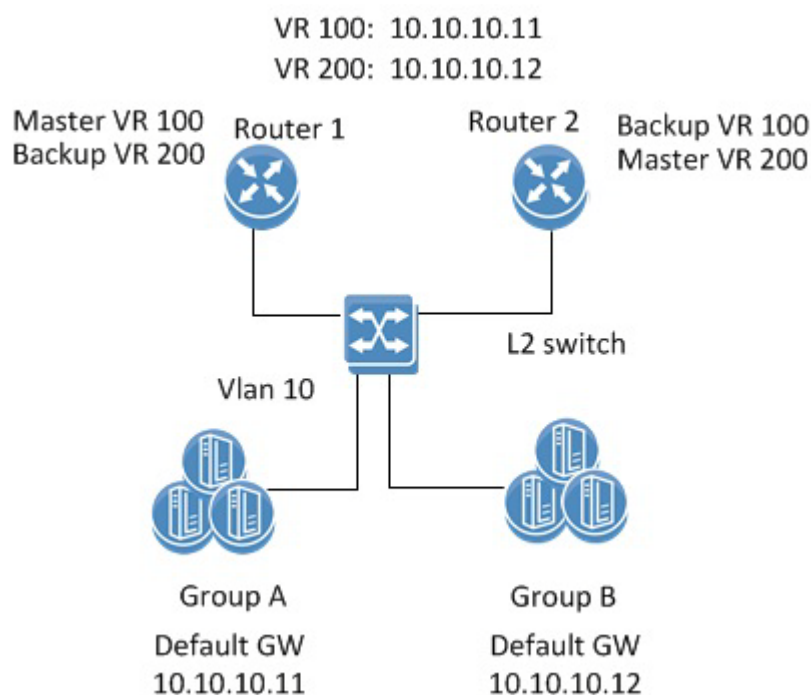 VR 100: 10.10.10.11
VR 200: 10.10.10.12
Master VR 100
Backup VR 200
Router 1
Router 2
Backup VR 100
Master VR 200
L2 switch
Vlan 10
Group A
Default GW
10.10.10.11
Group B
Default GW
10.10.10.12